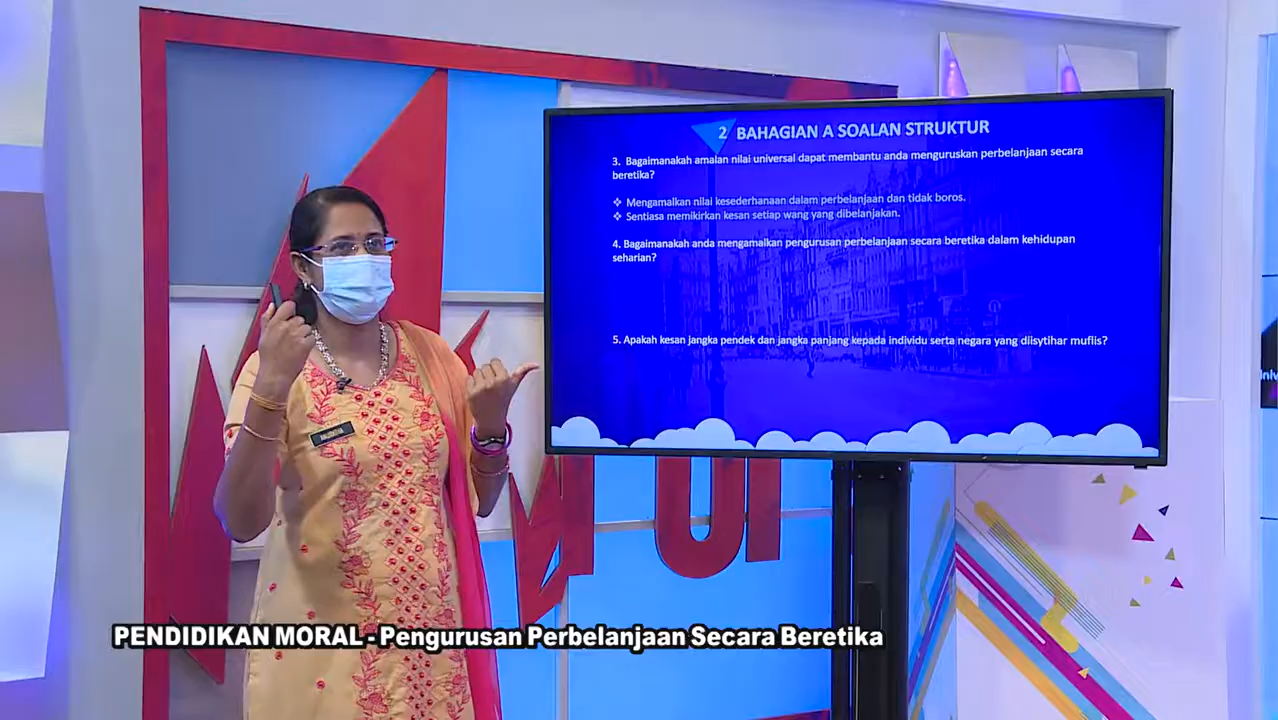 2 BAHAGIAN A SOALAN STRUKTUR
3. Bagaimanakah amalan nilai universal dapat membantu anda menguruskan perbelanjaan secara
beretika?
❖ Mengamalkan nilai kesederhanaan dalam perbelanjaan dan tidak boros.
❖ Sentiasa memikirkan kesan setiap wang yang dibelanjakan.
4. Bagaimanakah anda mengamalkan pengurusan perbelanjaan secara beretika dalam kehidupan
seharian?
5. Apakah kesan jangka pendek dan jangka panjang kepada individu serta negara yang diisytihar muflis?
PENDIDIKAN MORAL - Pengurusan Perbelanjaan Secara Beretika